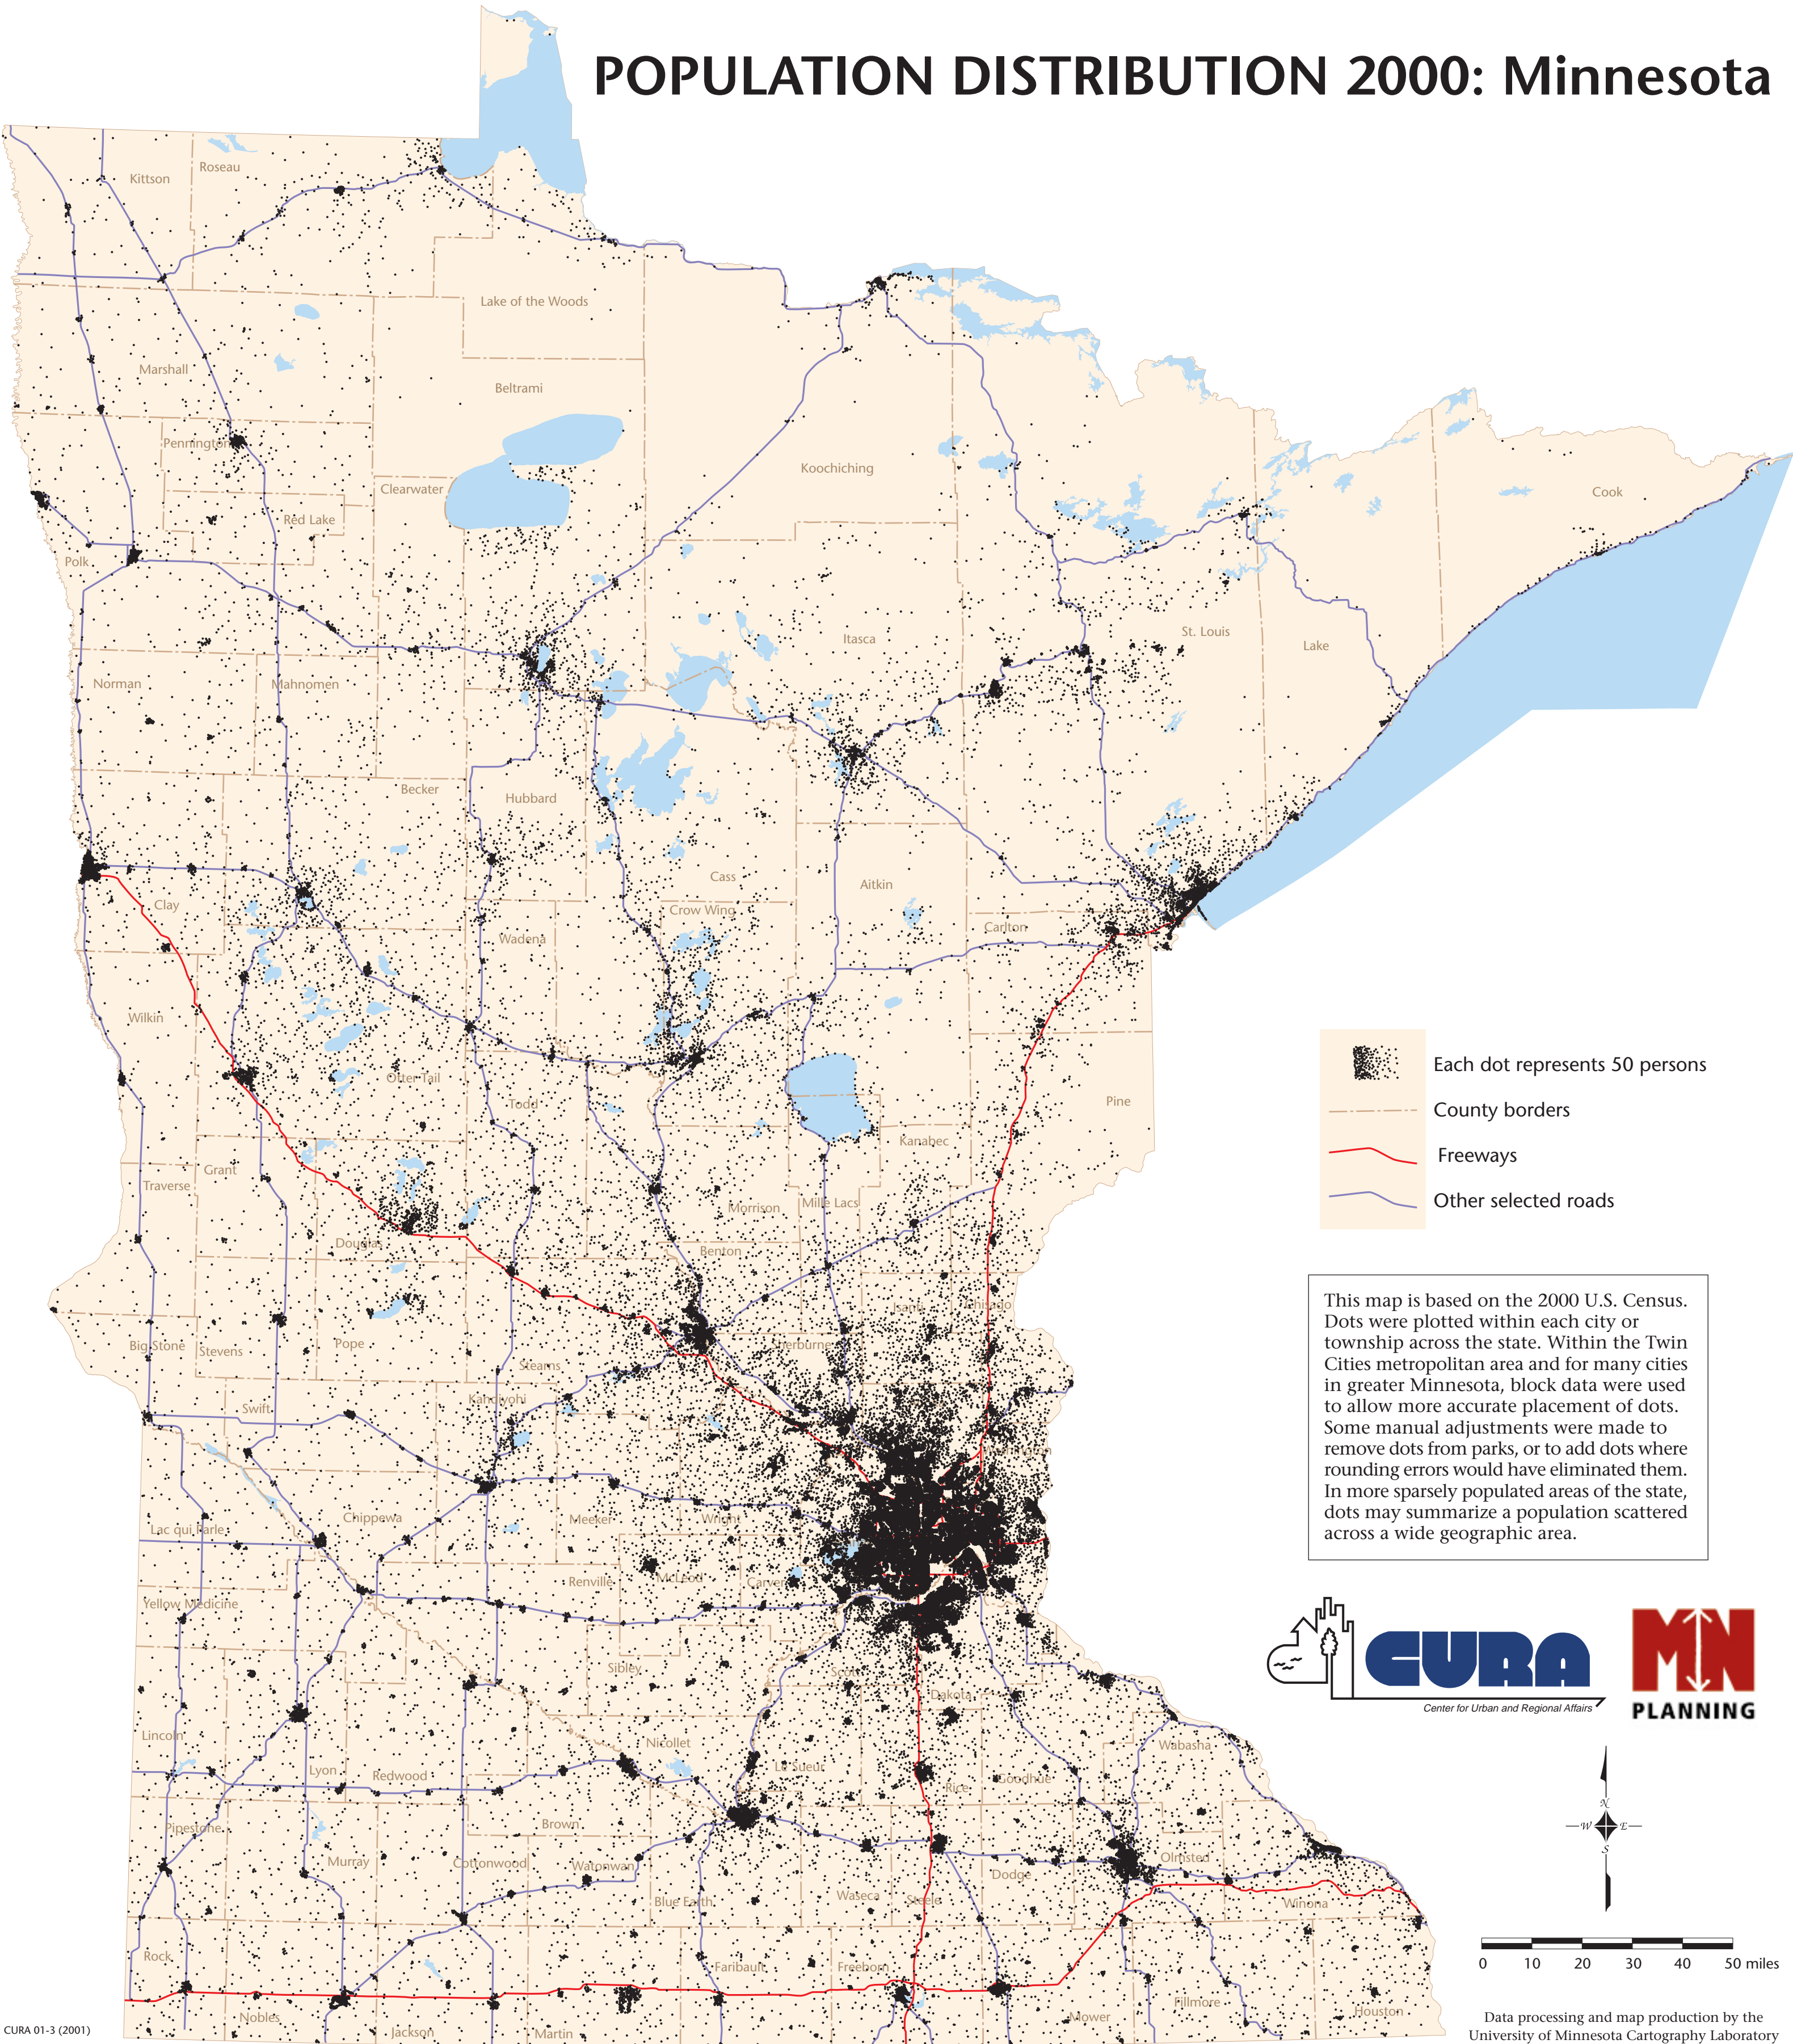 POPULATION DISTRIBUTION 2000: Minnesota
Kittson
Roseau
Lake of the Woods
Marshall
Beltrami
Pennington
Koochiching
Clearwater
Cook
Red Lake
Polk
St. Louis
Itasca
Lake
Norman
Mahnomen
Becker
Hubbard
Cass
Aitkin
Clay
Crow Wing
Carlton
Wadena
Wilkin
Otter Tail
Todd
Pine
Kanabec
Grant
Traverse
Morrison
Mille Lacs
Douglas
Benton
Isanti
Chisago
Big Stone
Stevens
Pope
Sherburne
Stearns
Kandiyohi
Swift
Lac qui Parle
Chippewa
Meeker
Wright
Renville
McLeod
Carver
Yellow Medicine
Sibley
Scott
Dakota
Lincoln
Nicollet
Wabasha
Lyon
Redwood
Le Sueur
Rice
Goodhue
Pipestone
Brown
Murray
Cottonwood
Watonwan
Olmsted
Dodge
Blue Earth
Waseca
Steele
Winona
Rock
Faribault
Freeborn
Nobles
Jackson
Martin
Mower
Fillmore
Houston
Each dot represents 50 persons
County borders
Freeways
Other selected roads
This map is based on the 2000 U.S. Census.
Dots were plotted within each city or
township across the state. Within the Twin
Cities metropolitan area and for many cities
in greater Minnesota, block data were used
to allow more accurate placement of dots.
Some manual adjustments were made to
remove dots from parks, or to add dots where
rounding errors would have eliminated them.
In more sparsely populated areas of the state,
dots may summarize a population scattered
across a wide geographic area.
CURA
Center for Urban and Regional Affairs
MN
PLANNING
N
W E
S
0 10 20 30 40 50 miles
CURA 01-3 (2001)
Data processing and map production by the
University of Minnesota Cartography Laboratory